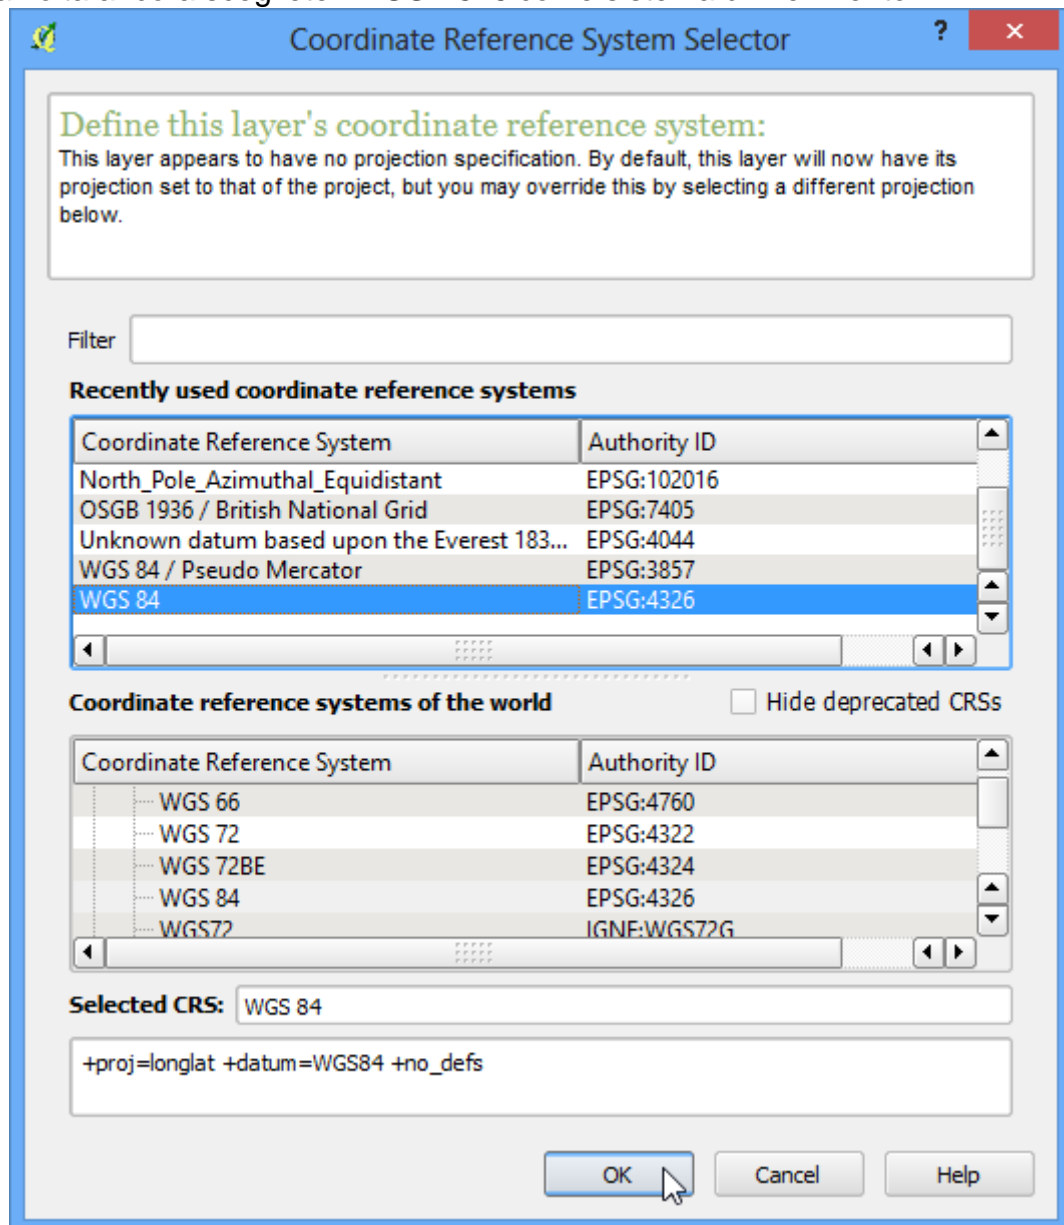 Coordinate Reference System Selector
?
×
Define this layer's coordinate reference system:
This layer appears to have no projection specification. By default, this layer will now have its
projection set to that of the project, but you may override this by selecting a different projection
below.
Filter
Recently used coordinate reference systems
Coordinate Reference System Authority ID
North_Pole_Azimuthal_Equidistant EPSG:102016
OSGB 1936 / British National Grid EPSG:7405
Unknown datum based upon the Everest 183... EPSG:4044
WGS 84 / Pseudo Mercator EPSG:3857
WGS 84 EPSG:4326
Coordinate reference systems of the world Hide deprecated CRSs
Coordinate Reference System Authority ID
WGS 66 EPSG:4760
WGS 72 EPSG:4322
WGS 72BE EPSG:4324
WGS 84 EPSG:4326
WGS72 IGNF:WGS72G
Selected CRS: WGS 84
+proj=longlat +datum=WGS84 +no_defs
OK Cancel Help